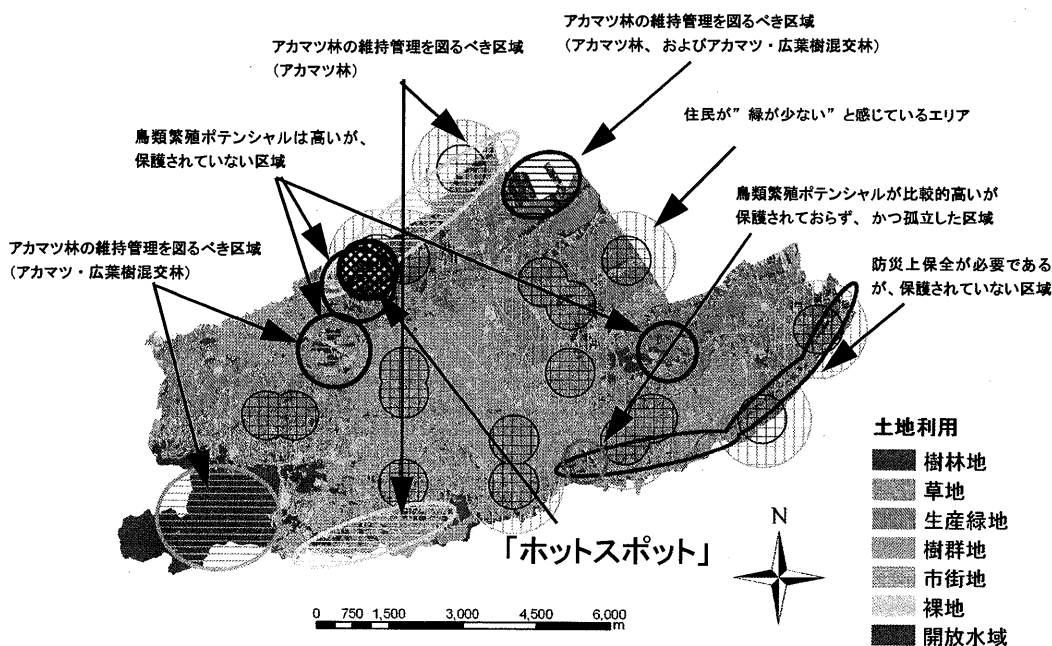 アカマツ林の維持管理を図るべき区域
（アカマツ林、およびアカマツ・広葉樹混交林）
アカマツ林の維持管理を図るべき区域
（アカマツ林）
住民が”緑が少ない”と感じているエリア
鳥類繁殖ポテンシャルは高いが、
保護されていない区域
鳥類繁殖ポテンシャルが比較的高いが
保護されておらず、かつ孤立した区域
アカマツ林の維持管理を図るべき区域
（アカマツ・広葉樹混交林）
防災上保全が必要である
が、保護されていない区域
「ホットスポット」
土地利用
樹林地
草地
生産緑地
樹群地
市街地
裸地
開放水域
N
0 750 1,500 3,000 4,500 6,000
m